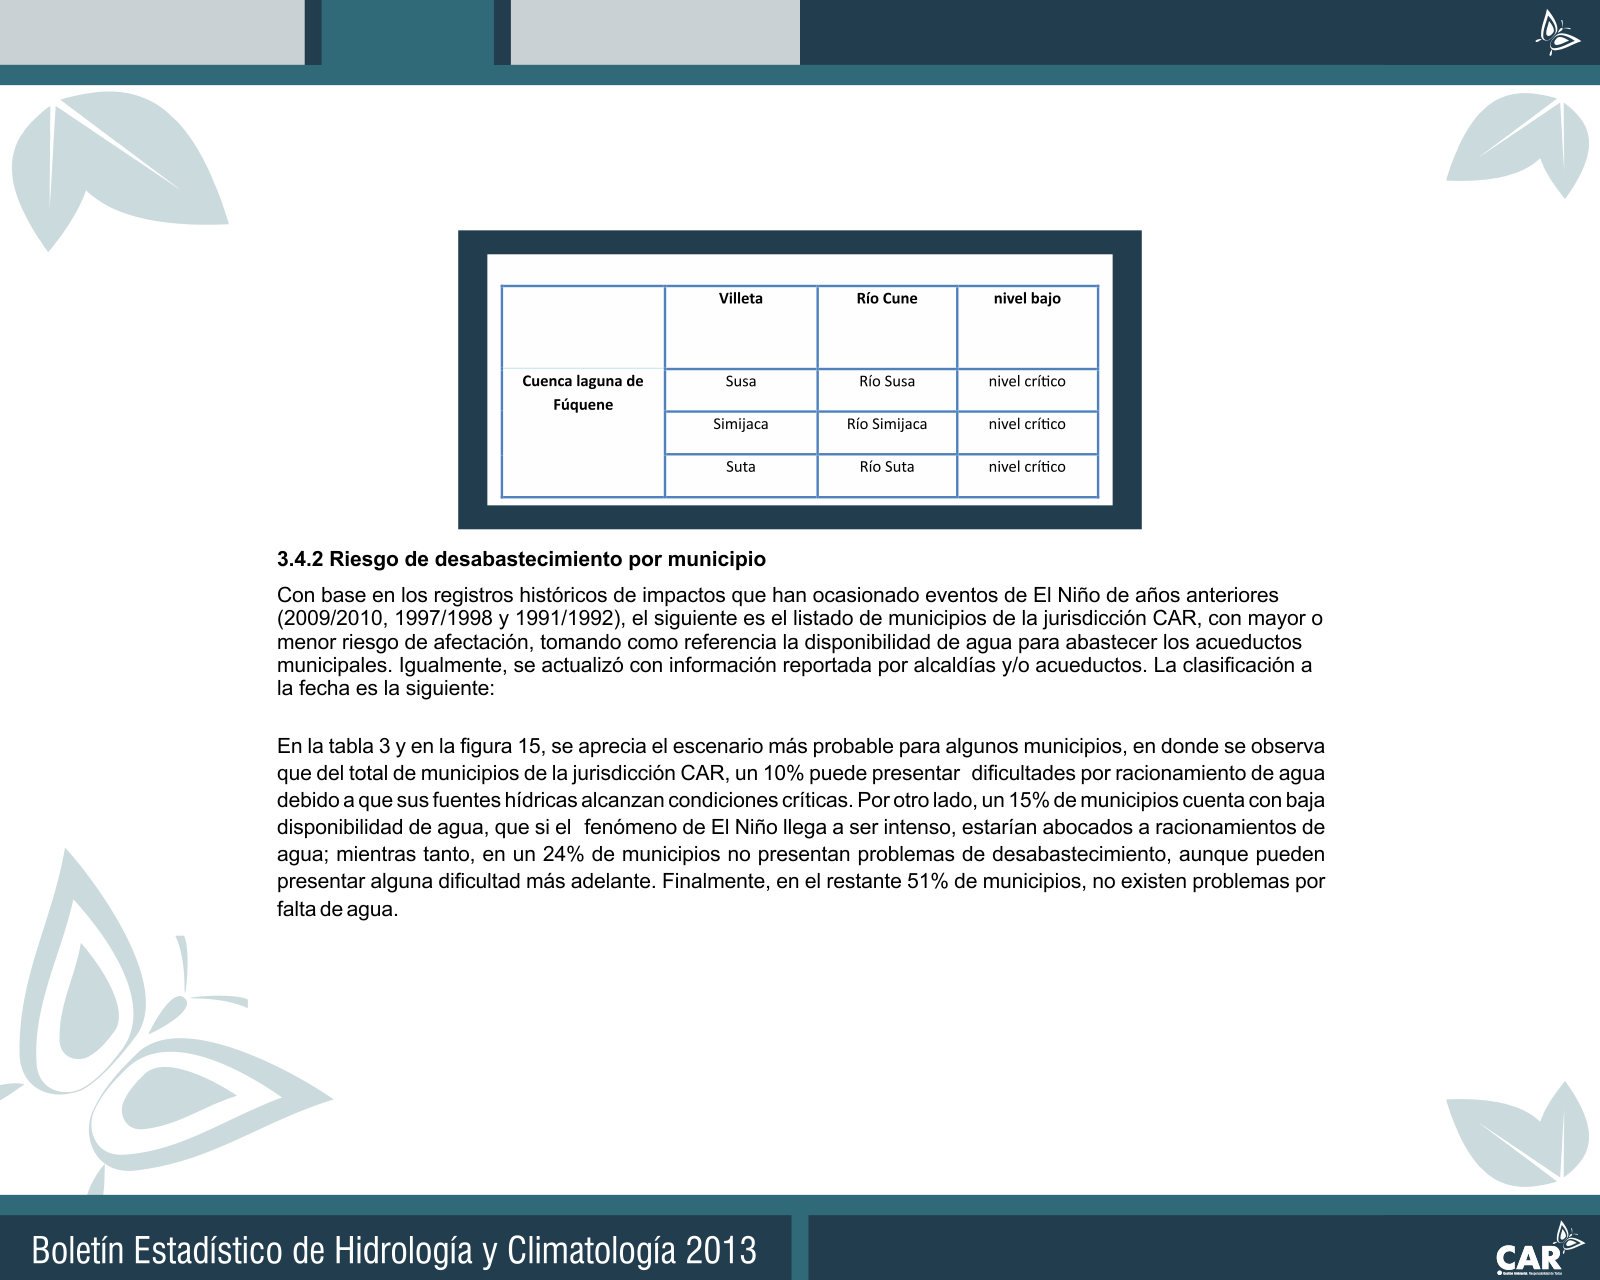 Villeta Río Cune nivel bajo
Cuenca laguna de Susa Río Susa nivel crítico
Fúquene
Simijaca Río Simijaca nivel crítico
Suta Río Suta nivel crítico
3.4.2 Riesgo de desabastecimiento por municipio
Con base en los registros históricos de impactos que han ocasionado eventos de El Niño de años anteriores
(2009/2010, 1997/1998 y 1991/1992), el siguiente es el listado de municipios de la jurisdicción CAR, con mayor o
menor riesgo de afectación, tomando como referencia la disponibilidad de agua para abastecer los acueductos
municipales. Igualmente, se actualizó con información reportada por alcaldías y/o acueductos. La clasificación a
la fecha es la siguiente:
En la tabla 3 y en la figura 15, se aprecia el escenario más probable para algunos municipios, en donde se observa
que del total de municipios de la jurisdicción CAR, un 10% puede presentar dificultades por racionamiento de agua
debido a que sus fuentes hídricas alcanzan condiciones críticas. Por otro lado, un 15% de municipios cuenta con baja
disponibilidad de agua, que si el fenómeno de El Niño llega a ser intenso, estarían abocados a racionamientos de
agua; mientras tanto, en un 24% de municipios no presentan problemas de desabastecimiento, aunque pueden
presentar alguna dificultad más adelante. Finalmente, en el restante 51% de municipios, no existen problemas por
falta de agua.
Boletín Estadístico de Hidrología y Climatología 2013
CAR